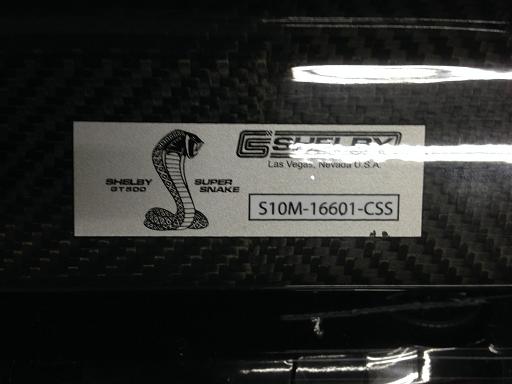 SHELBY
GT500
SUPER
SNAKE
SHELBY
Las Vegas, Nevada U.S.A.
S10M-16601-CSS